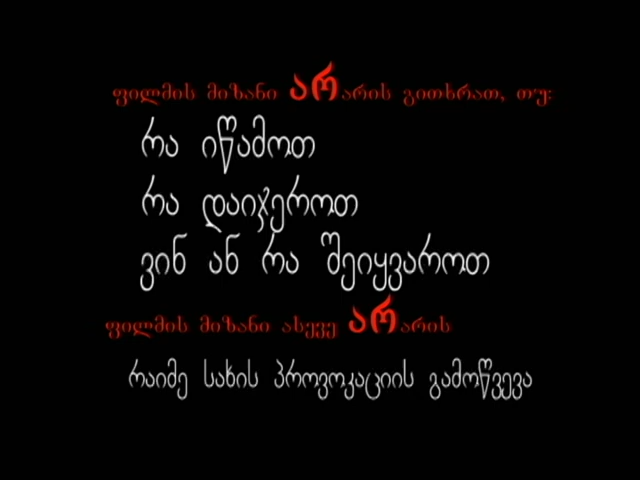 ფილმის მიზანი არ არის გითხრათ, თუ:
რა იწამოთ
რა დაიჯეროთ
ვინ ან რა შეიყვაროთ
ფილმის მიზანი ასევე არ არის
რაიმე სახის პროვოკაციის გამოწვევა